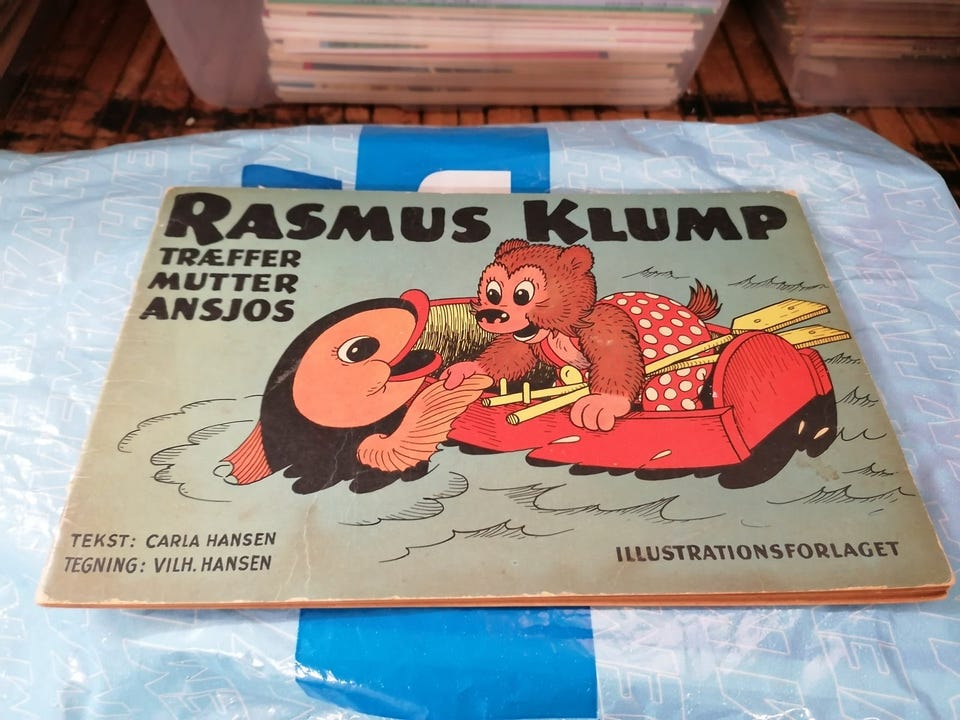 RASMUS KLUMP
TRÆFFER
MUTTER
ANSJOS
TEKST: CARLA HANSEN
TEGNING: VILH. HANSEN
ILLUSTRATIONSFORLAGET